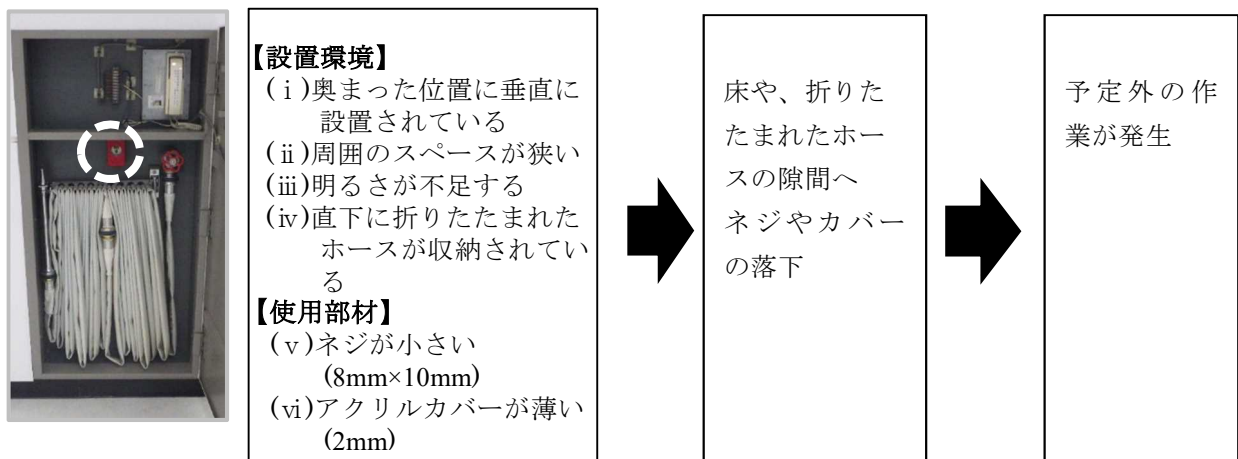 【設置環境】
(ⅰ)奥まった位置に垂直に
設置されている
(ⅱ)周囲のスペースが狭い
(ⅲ)明るさが不足する
(ⅳ)直下に折りたたまれた
ホースが収納されてい
る
【使用部材】
(ⅴ)ネジが小さい
(8mm×10mm)
(ⅵ)アクリルカバーが薄い
(2mm)
床や、折りた
たまれたホー
スの隙間へ
ネジやカバー
の落下
予定外の作
業が発生